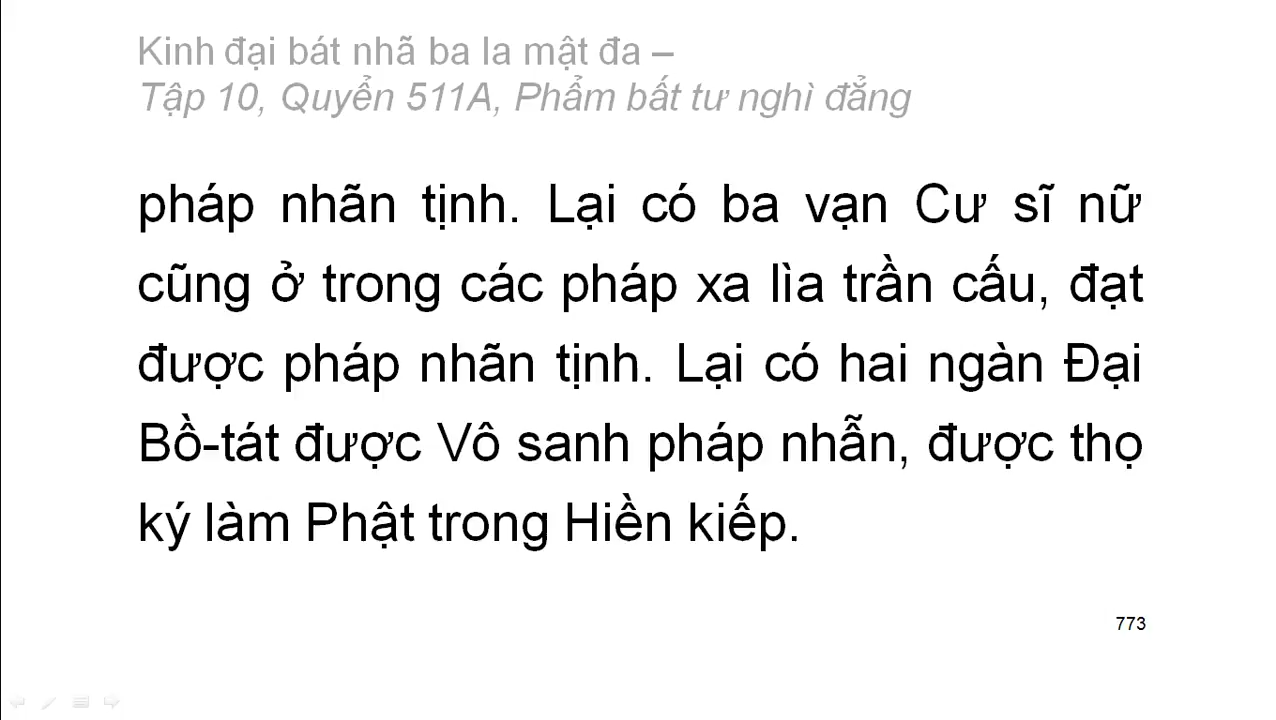 Kinh đại bát nhã ba la mật đa –
Tập 10, Quyển 511A, Phẩm bất tư nghì đẳng
pháp nhãn tịnh. Lại có ba vạn Cư sĩ nữ
cũng ở trong các pháp xa lìa trần cấu, đạt
được pháp nhãn tịnh. Lại có hai ngàn Đại
Bồ-tát được Vô sanh pháp nhẫn, được thọ
ký làm Phật trong Hiền kiếp.
773